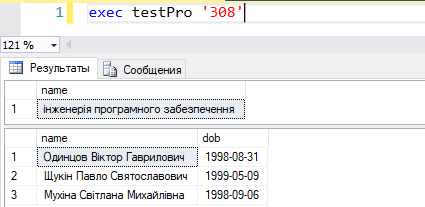 1 exec testPro '308'
121 %
Результаты Сообщения
name
1 інженерія програмного забезпечення
name dob
1 Одинцов Віктор Гаврилович 1998-08-31
2 Щукін Павло Святославович 1999-05-09
3 Мухіна Світлана Михайлівна 1998-09-06